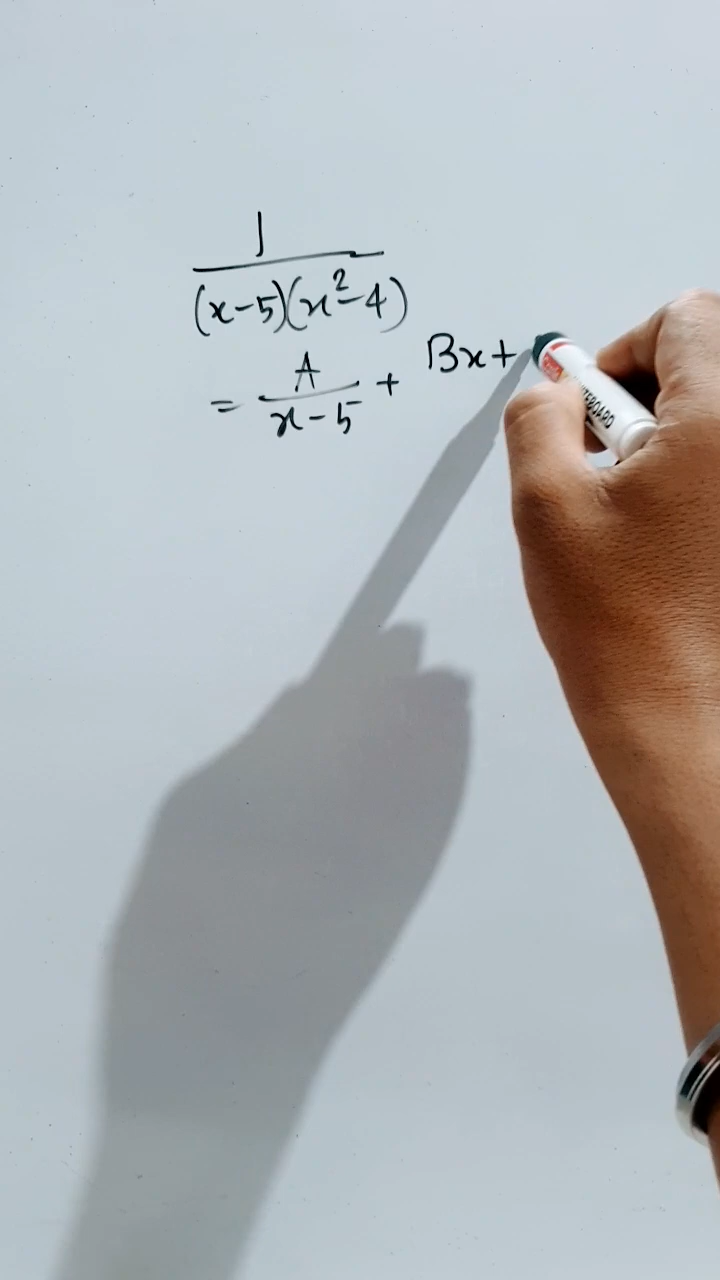 1
(x-5)(x²-4)
= A/x-5 + Bx+